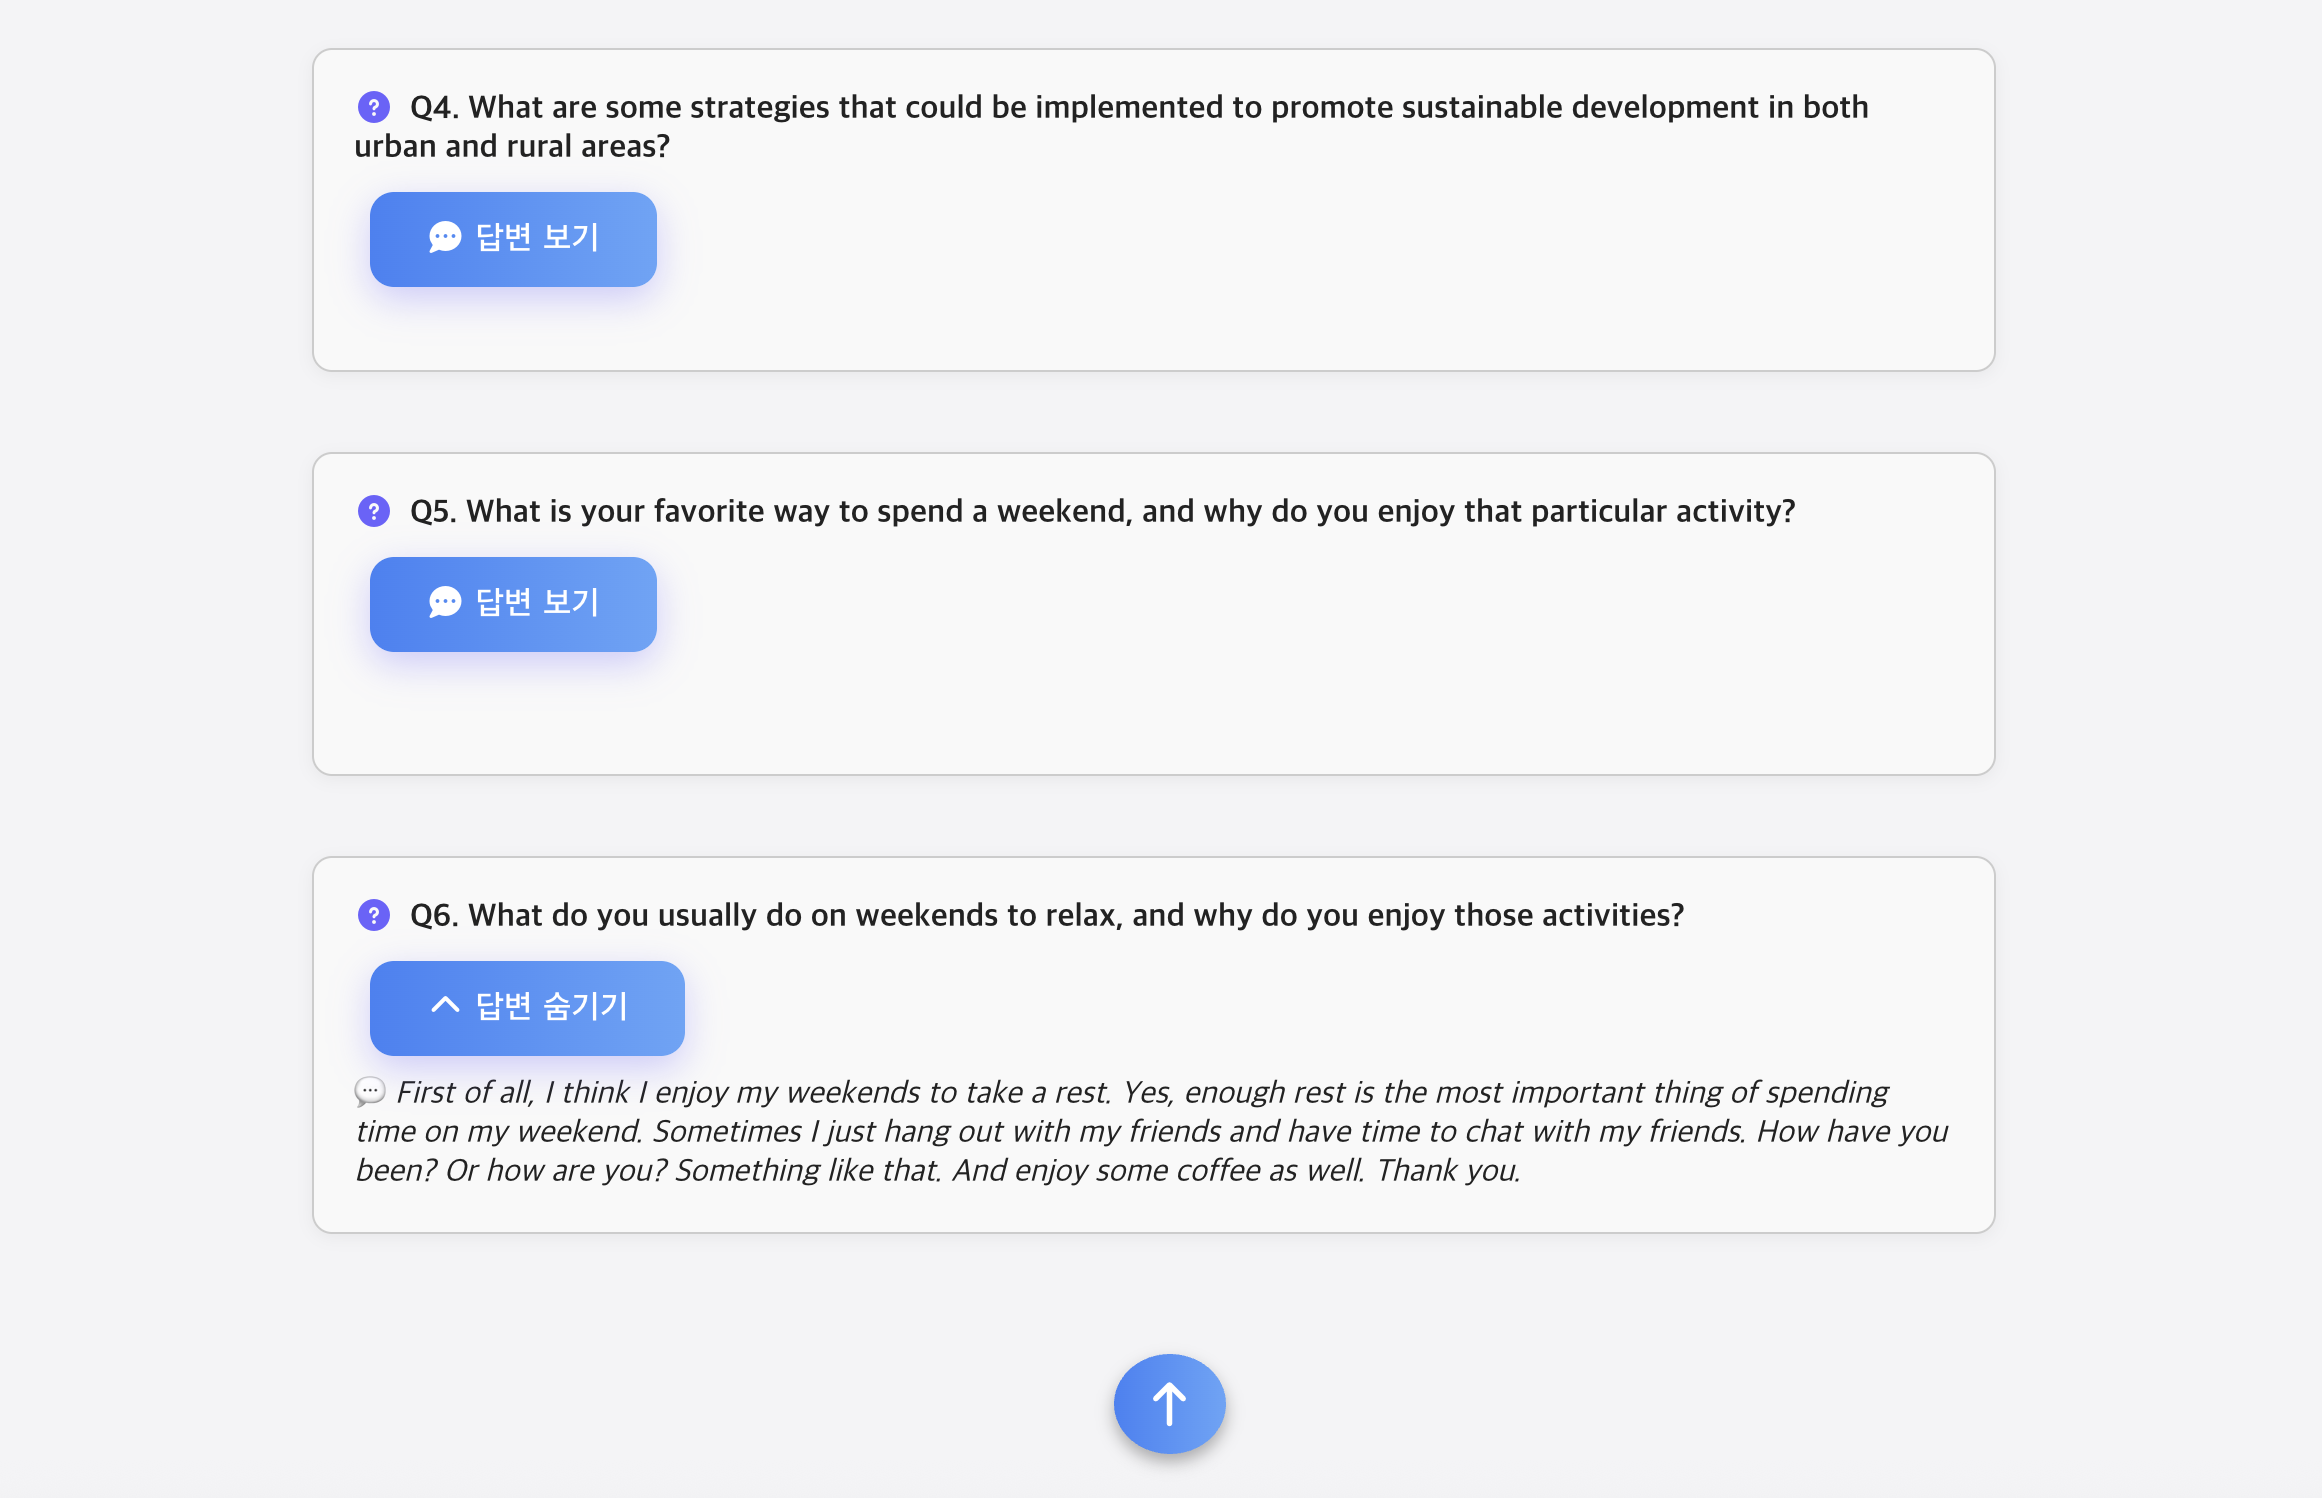 Q4. What are some strategies that could be implemented to promote sustainable development in both
urban and rural areas?
답변 보기
Q5. What is your favorite way to spend a weekend, and why do you enjoy that particular activity?
답변 보기
Q6. What do you usually do on weekends to relax, and why do you enjoy those activities?
답변 숨기기
First of all, I think I enjoy my weekends to take a rest. Yes, enough rest is the most important thing of spending
time on my weekend. Sometimes I just hang out with my friends and have time to chat with my friends. How have you
been? Or how are you? Something like that. And enjoy some coffee as well. Thank you.